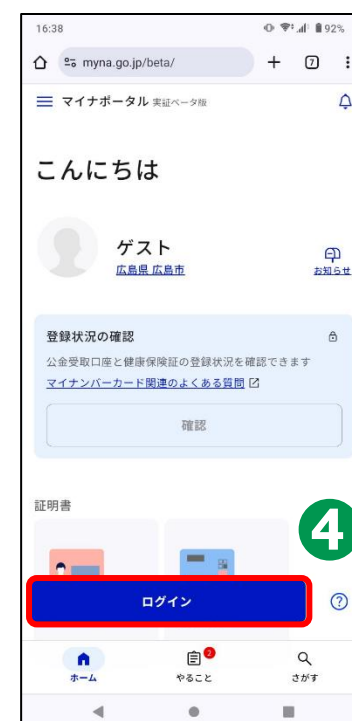 16:38
92%
myna.go.jp/beta/
7
マイナポータル 実証ベータ版
こんにちは
ゲスト
広島県 広島市
お知らせ
登録状況の確認
公金受取口座と健康保険証の登録状況を確認できます
マイナンバーカード関連のよくある質問
確認
証明書
4
ログイン
?
2
ホーム
やること
さがす